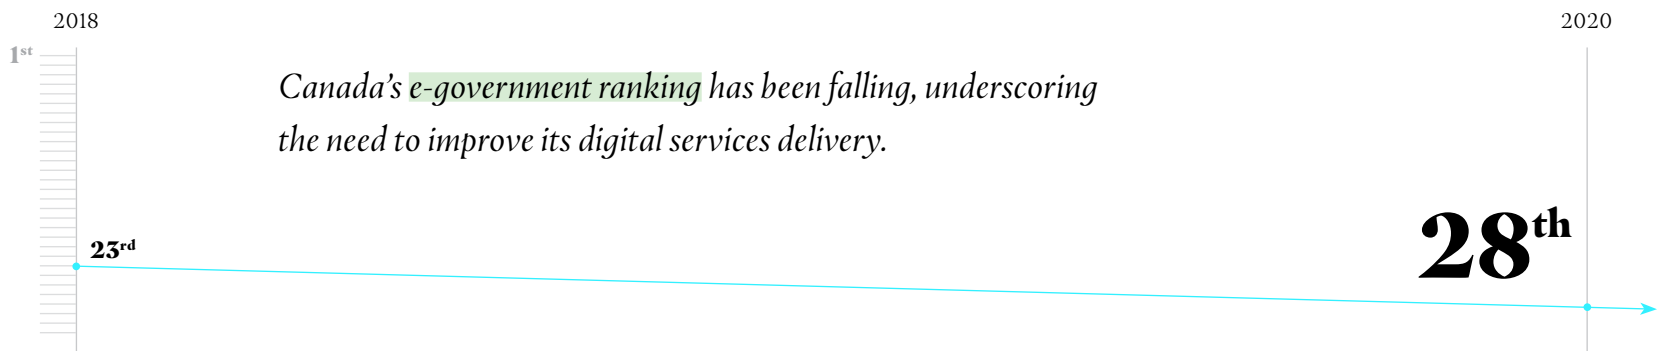 2018
2020
1st
Canada’s e-government ranking has been falling, underscoring
the need to improve its digital services delivery.
23rd
28th